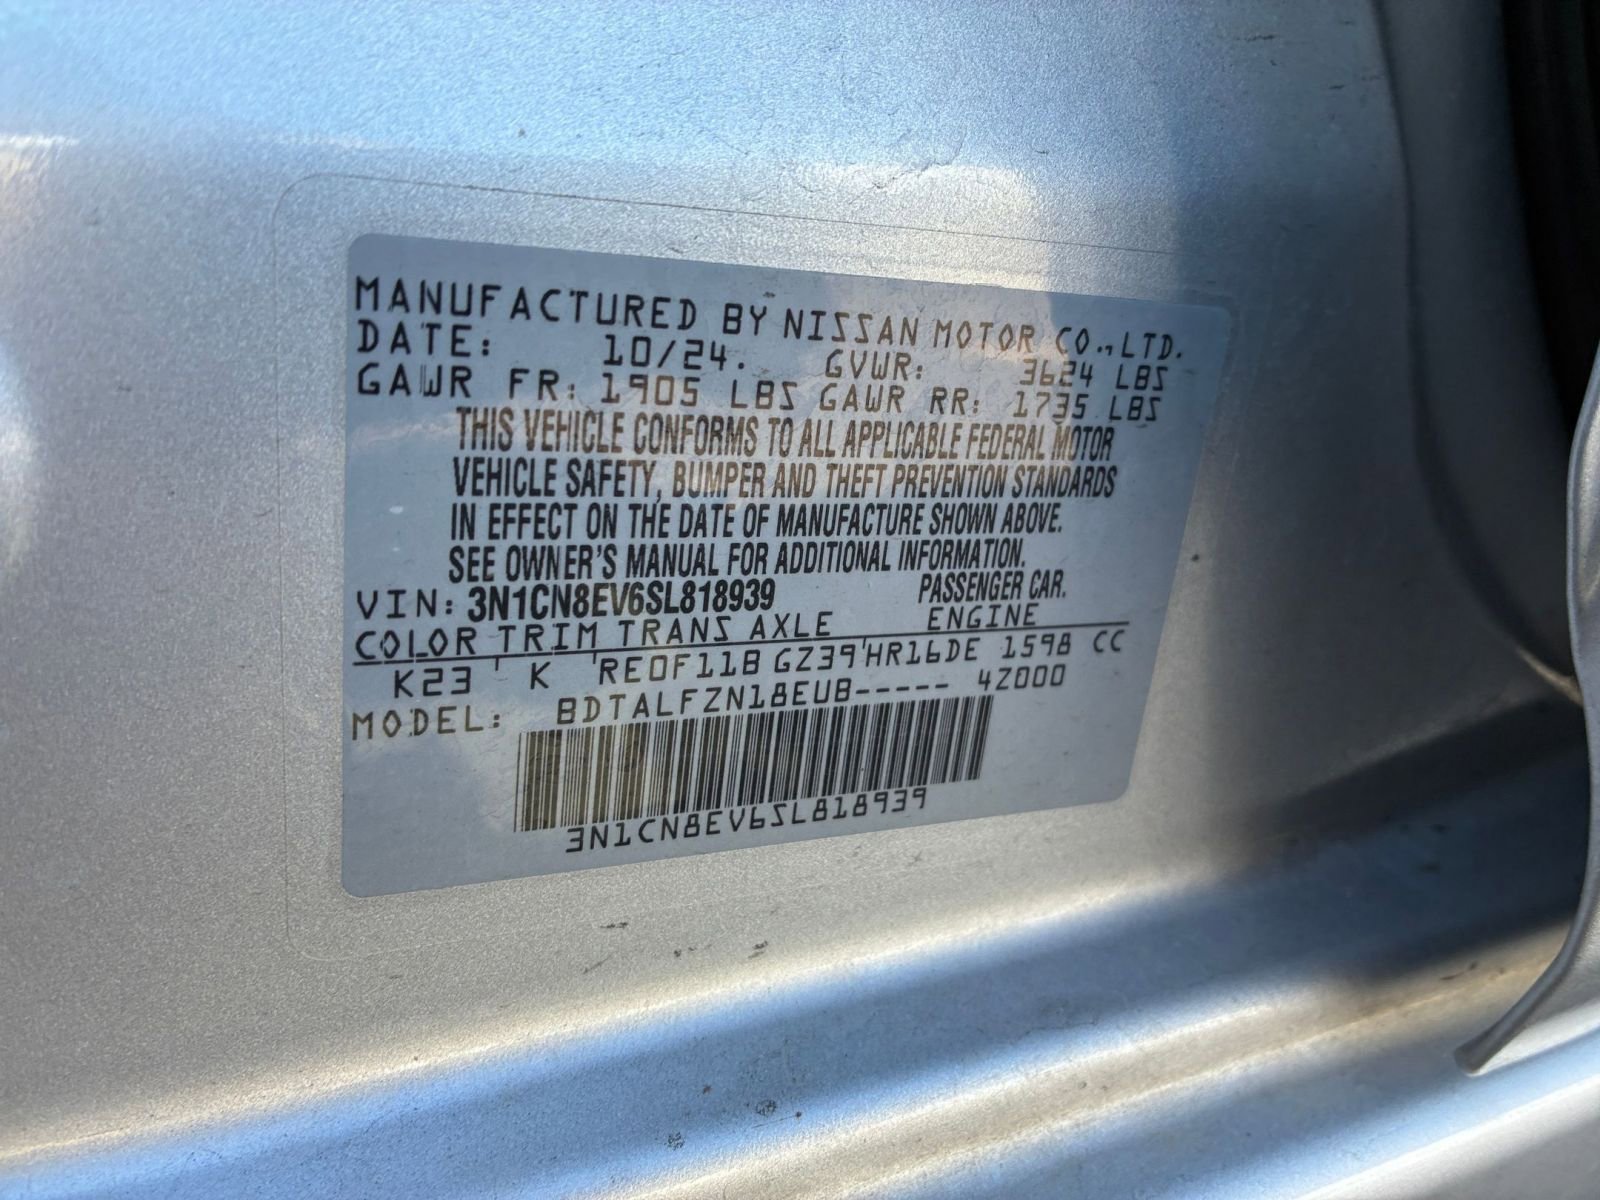 MANUFACTURED BY NISSAN MOTOR CO., LTD.
DATE: 10/24. GVWR: 3624 LBS
GAWR FR: 1905 LBS GAWR RR: 1735 LBS
THIS VEHICLE CONFORMS TO ALL APPLICABLE FEDERAL MOTOR
VEHICLE SAFETY, BUMPER AND THEFT PREVENTION STANDARDS
IN EFFECT ON THE DATE OF MANUFACTURE SHOWN ABOVE.
SEE OWNER'S MANUAL FOR ADDITIONAL INFORMATION.
VIN: 3N1CN8EV6SL818939 PASSENGER CAR.
COLOR TRIM TRANS AXLE ENGINE
K23 K RE0F11B GZ39 HR16DE 1598 CC
MODEL: BDTALFZN18EUB----- 4Z000
3N1CN8EV6SL818939